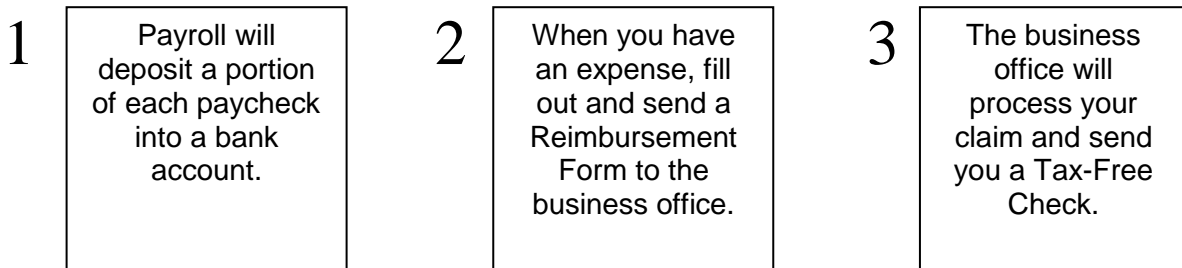 1
Payroll will
deposit a portion
of each paycheck
into a bank
account.
2
When you have
an expense, fill
out and send a
Reimbursement
Form to the
business office.
3
The business
office will
process your
claim and send
you a Tax-Free
Check.